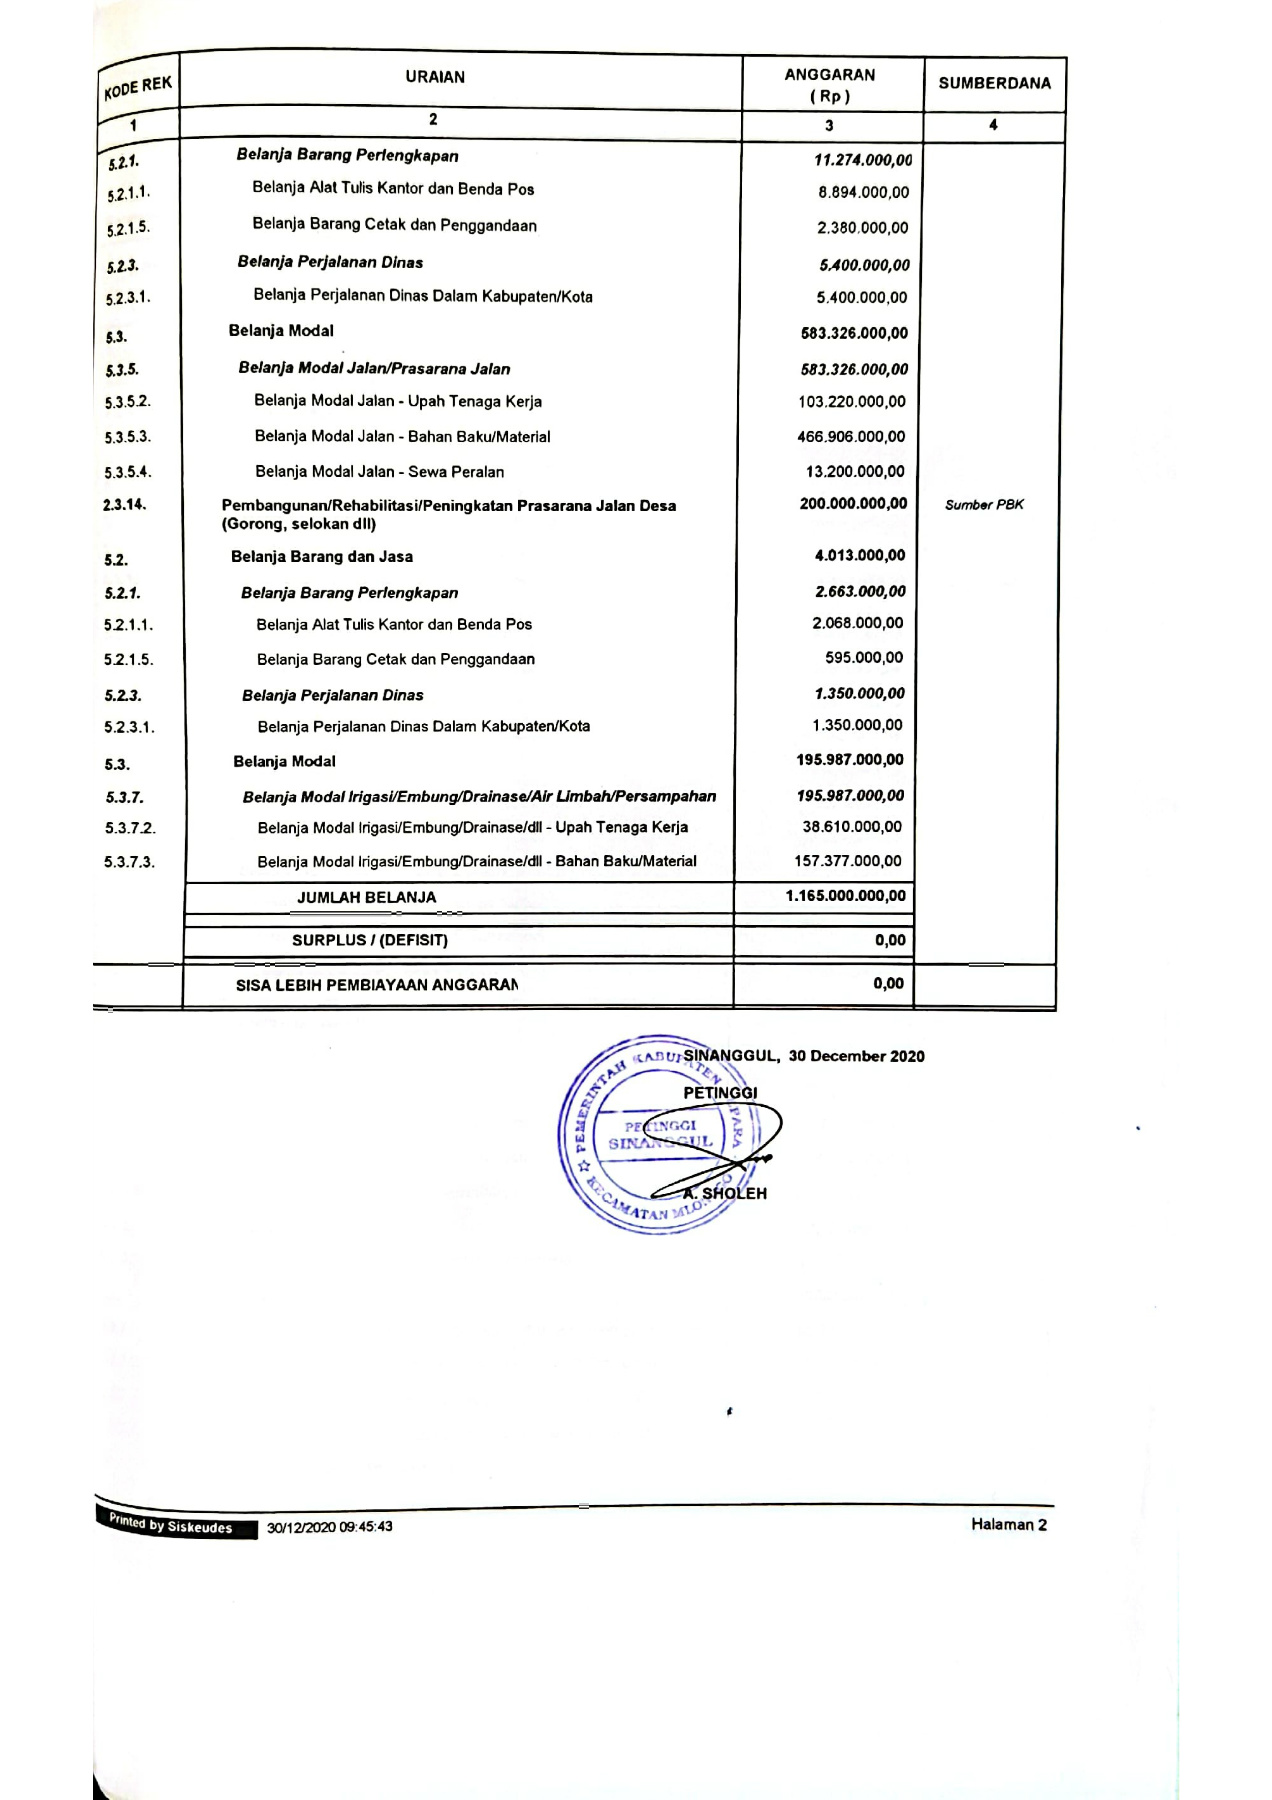 KODE REK URAIAN ANGGARAN ( Rp ) SUMBERDANA
1 2 3 4
5.2.1. Belanja Barang Perlengkapan 11.274.000,00
5.2.1.1. Belanja Alat Tulis Kantor dan Benda Pos 8.894.000,00
5.2.1.5. Belanja Barang Cetak dan Penggandaan 2.380.000,00
5.2.3. Belanja Perjalanan Dinas 5.400.000,00
5.2.3.1. Belanja Perjalanan Dinas Dalam Kabupaten/Kota 5.400.000,00
5.3. Belanja Modal 583.326.000,00
5.3.5. Belanja Modal Jalan/Prasarana Jalan 583.326.000,00
5.3.5.2. Belanja Modal Jalan - Upah Tenaga Kerja 103.220.000,00
5.3.5.3. Belanja Modal Jalan - Bahan Baku/Material 466.906.000,00
5.3.5.4. Belanja Modal Jalan - Sewa Peralan 13.200.000,00
2.3.14. Pembangunan/Rehabilitasi/Peningkatan Prasarana Jalan Desa 200.000.000,00 Sumber PBK
(Gorong, selokan dll)
5.2. Belanja Barang dan Jasa 4.013.000,00
5.2.1. Belanja Barang Perlengkapan 2.663.000,00
5.2.1.1. Belanja Alat Tulis Kantor dan Benda Pos 2.068.000,00
5.2.1.5. Belanja Barang Cetak dan Penggandaan 595.000,00
5.2.3. Belanja Perjalanan Dinas 1.350.000,00
5.2.3.1. Belanja Perjalanan Dinas Dalam Kabupaten/Kota 1.350.000,00
5.3. Belanja Modal 195.987.000,00
5.3.7. Belanja Modal Irigasi/Embung/Drainase/Air Limbah/Persampahan 195.987.000,00
5.3.7.2. Belanja Modal Irigasi/Embung/Drainase/dll - Upah Tenaga Kerja 38.610.000,00
5.3.7.3. Belanja Modal Irigasi/Embung/Drainase/dll - Bahan Baku/Material 157.377.000,00
JUMLAH BELANJA 1.165.000.000,00
SURPLUS / (DEFISIT) 0,00
SISA LEBIH PEMBIAYAAN ANGGARAN 0,00
SINANGGUL, 30 December 2020
PETINGGI
PEMERINTAH KABUPATEN
PETINGGI
SINANGGUL
KECAMATAN
A. SHOLEH
Printed by Siskeudes 30/12/2020 09:45:43 Halaman 2